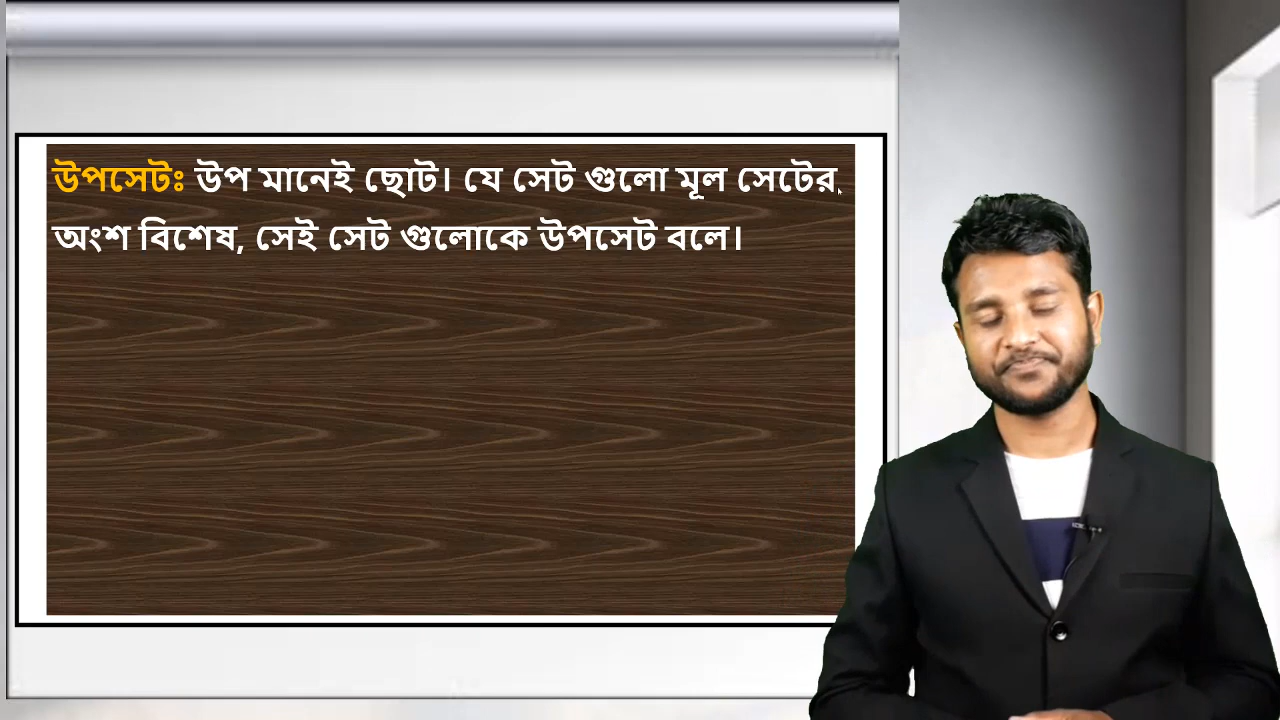 উপসেটঃ উপ মানেই ছোট। যে সেট গুলো মূল সেটের
অংশ বিশেষ, সেই সেট গুলোকে উপসেট বলে।